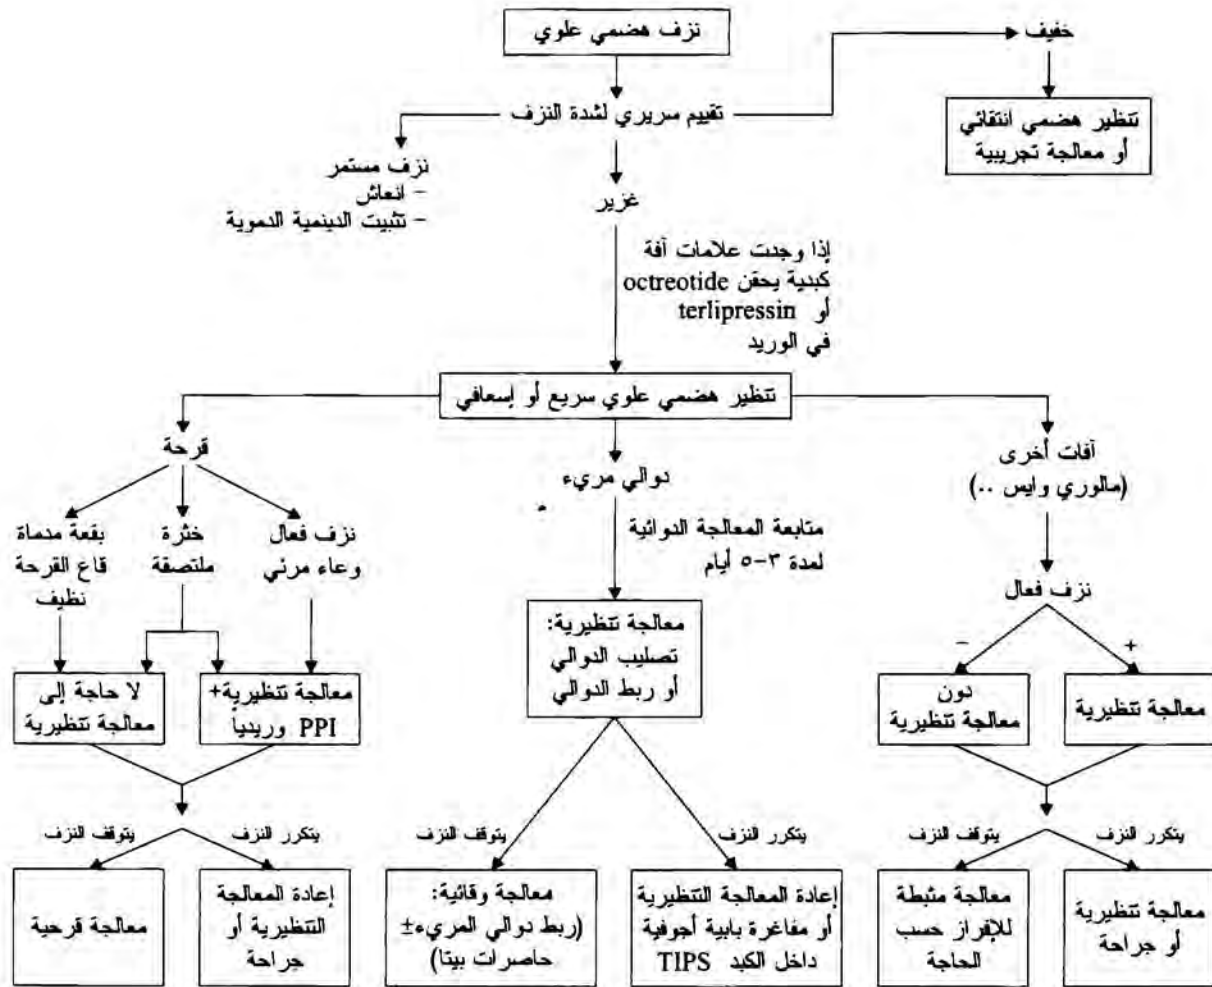 نزف هضمي علوي
خفيف
تقييم سريري لشدة النزف
تنظير هضمي انتقائي
أو معالجة تجريبية
نزف مستمر
- انعاش
- تثبيت الدينمية الدموية
غزير
إذا وجدت علامات آفة
كبدية يحقن octreotide
أو terlipressin
في الوريد
تنظير هضمي علوي سريع أو إسعافي
قرحة
دوالي مريء
آفات أخرى
(مالوري وايس ..)
نزف فعال
وعاء مرئي
خثرة
ملتصقة
بقعة مدماة
قاع القرحة
نظيف
متابعة المعالجة الدوائية
لمدة ٣-٥ أيام
نزف فعال
+
-
معالجة تنظيرية+
PPI وريدياً
لا حاجة إلى
معالجة تنظيرية
معالجة تنظيرية:
تصليب الدوالي
أو ربط الدوالي
معالجة تنظيرية
دون
معالجة تنظيرية
يتكرر النزف
يتوقف النزف
يتكرر النزف
يتوقف النزف
يتكرر النزف
يتوقف النزف
إعادة المعالجة
التنظيرية أو
جراحة
معالجة قرحية
إعادة المعالجة التنظيرية
أو مفاغرة بابية أجوفية
داخل الكبد TIPS
معالجة وقائية:
(ربط دوالي المريء±
حاصرات بيتا)
معالجة تنظيرية
أو جراحة
معالجة مثبطة
للإفراز حسب
الحاجة